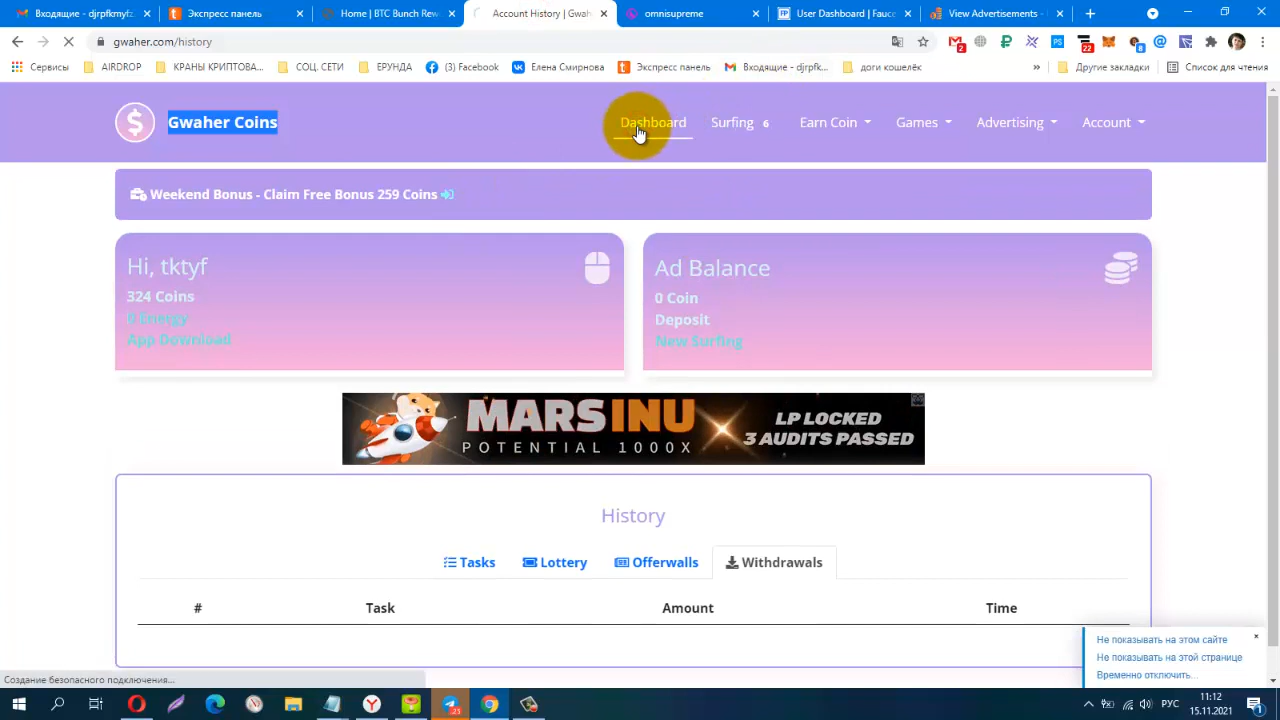 Входящие - djrpfkmyfz.
Экспресс панель
Home | BTC Bunch Rew
Account History | Gwah
omnisupreme
User Dashboard | Fauce
View Advertisements -
gwaher.com/history
Сервисы
AIRDROP
КРАНЫ КРИПТОВА...
СОЦ. СЕТИ
ЕРУНДА
(3) Facebook
Елена Смирнова
Экспресс панель
Входящие – djrpfk...
доги кошелёк
»
Другие закладки
Список для чтения
Gwaher Coins
Dashboard
Surfing 6
Earn Coin
Games
Advertising
Account
Weekend Bonus - Claim Free Bonus 259 Coins
Hi, tktyf
324 Coins
0 Energy
App Download
Ad Balance
0 Coin
Deposit
New Surfing
MARS INU
POTENTIAL 1000X
LP LOCKED
3 AUDITS PASSED
History
Tasks
Lottery
Offerwalls
Withdrawals
# Task Amount Time
Не показывать на этом сайте
Не показывать на этой странице
Временно отключить...
Создание безопасного подключения...
РУС
11:12
15.11.2021